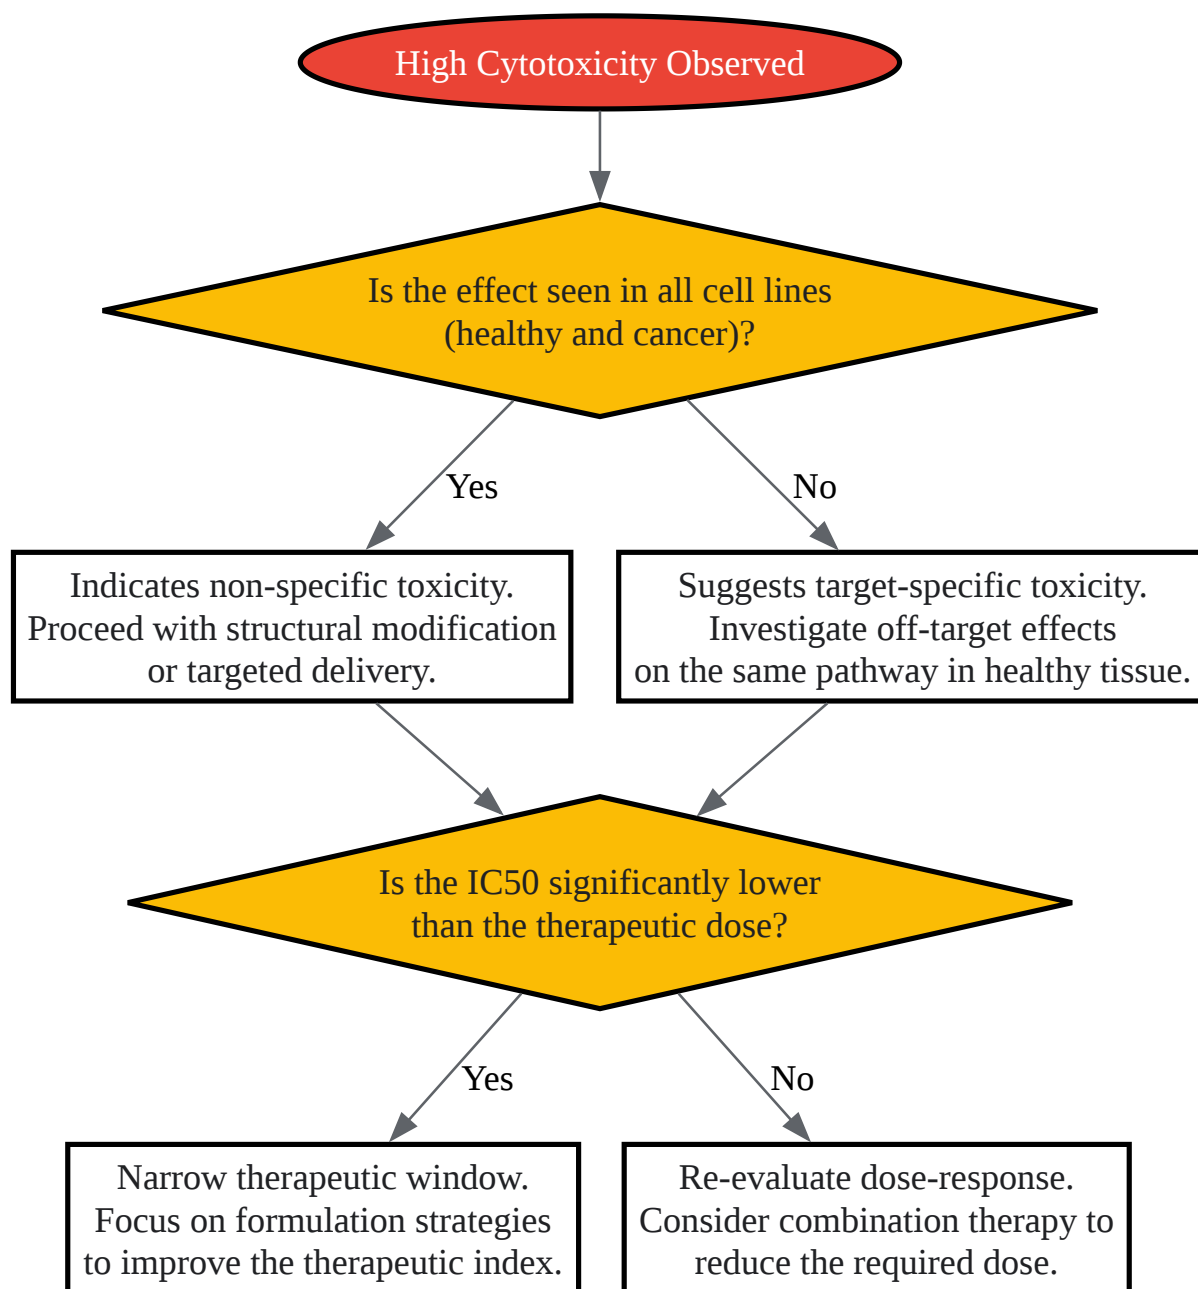 High Cytotoxicity Observed
Is the effect seen in all cell lines
(healthy and cancer)?
Yes
No
Indicates non-specific toxicity.
Proceed with structural modification
or targeted delivery.
Suggests target-specific toxicity.
Investigate off-target effects
on the same pathway in healthy tissue.
Is the IC50 significantly lower
than the therapeutic dose?
Yes
No
Narrow therapeutic window.
Focus on formulation strategies
to improve the therapeutic index.
Re-evaluate dose-response.
Consider combination therapy to
reduce the required dose.